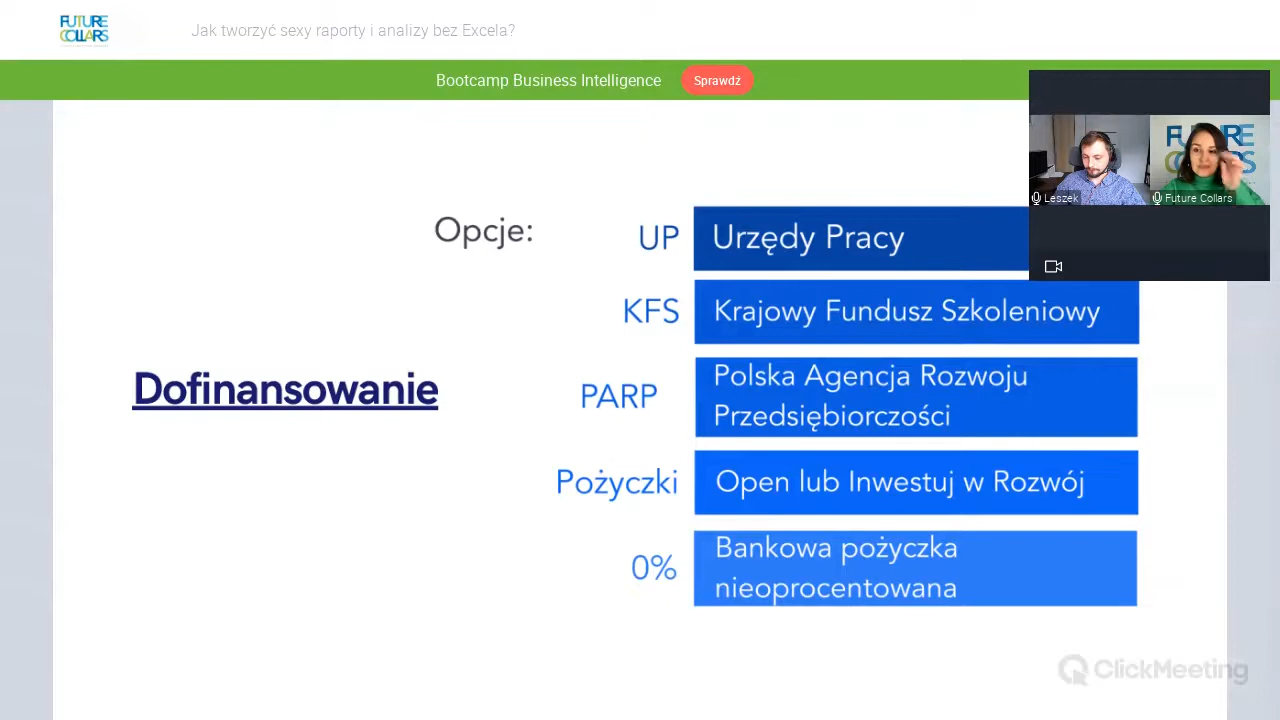 FUTURE
COLLARS
Jak tworzyć sexy raporty i analizy bez Excela?
Bootcamp Business Intelligence
Sprawdź
FUTURE
COLLARS
Leszek
Future Collars
Opcje:
UP
Urzędy Pracy
KFS
Krajowy Fundusz Szkoleniowy
Dofinansowanie
PARP
Polska Agencja Rozwoju
Przedsiębiorczości
Pożyczki
Open lub Inwestuj w Rozwój
0%
Bankowa pożyczka
nieoprocentowana
ClickMeeting